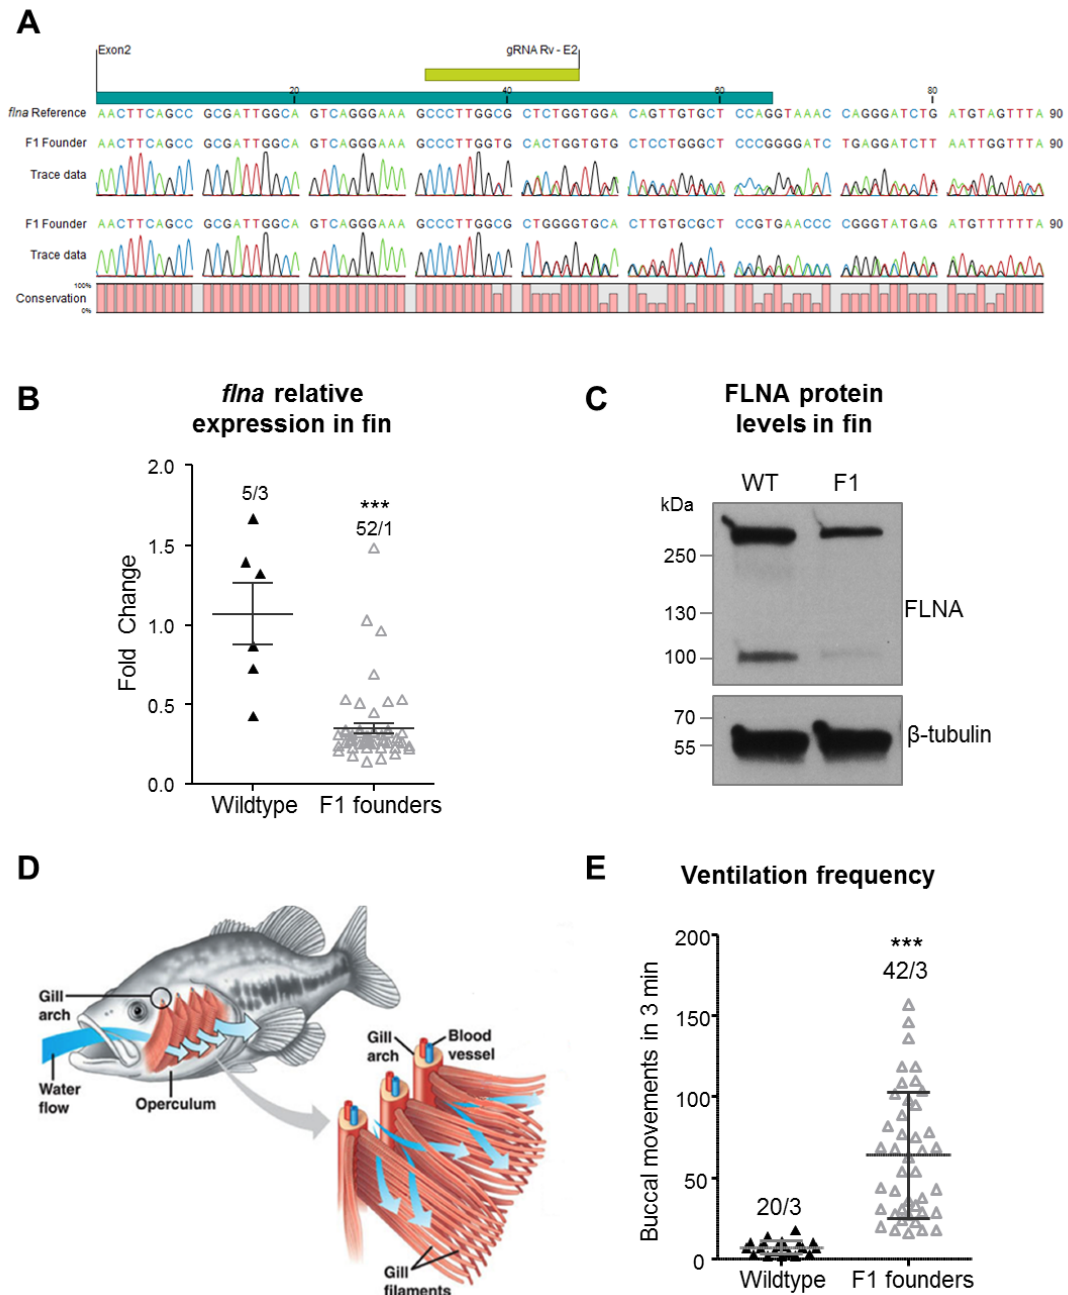 A
Exon2
gRNA Rv - E2
20
40
60
80
flna Reference AACTTCAGCC GCGATTGGCA GTCAGGGAAA GCCCTTGGCG CTCTGGTGGA CAGTTGTGCT CCAGGTAAAC CAGGGATCTG ATGTAGTTTA 90
F1 Founder AACTTCAGCC GCGATTGGCA GTCAGGGAAA GCCCTTGGTG CACTGGTGTG CTCCTGGGCT CCCGGGGATC TGAGGATCTT AATTGGTTTA 90
Trace data
F1 Founder AACTTCAGCC GCGATTGGCA GTCAGGGAAA GCCCTTGGCG CTGGGGTGCA CTTGTGCGCT CCGTGAACCC CGGGTATGAG ATGTTTTTTA 90
Trace data
100%
Conservation
0%
B
flna relative
expression in fin
2.0
1.5
1.0
0.5
0.0
Fold Change
5/3
***
52/1
Wildtype
F1 founders
C
FLNA protein
levels in fin
WT
F1
kDa
250
130
100
FLNA
70
55
β-tubulin
D
Gill
arch
Water
flow
Operculum
Gill
arch
Blood
vessel
Gill
filaments
E
Ventilation frequency
200
150
100
50
0
Buccal movements in 3 min
20/3
***
42/3
Wildtype
F1 founders